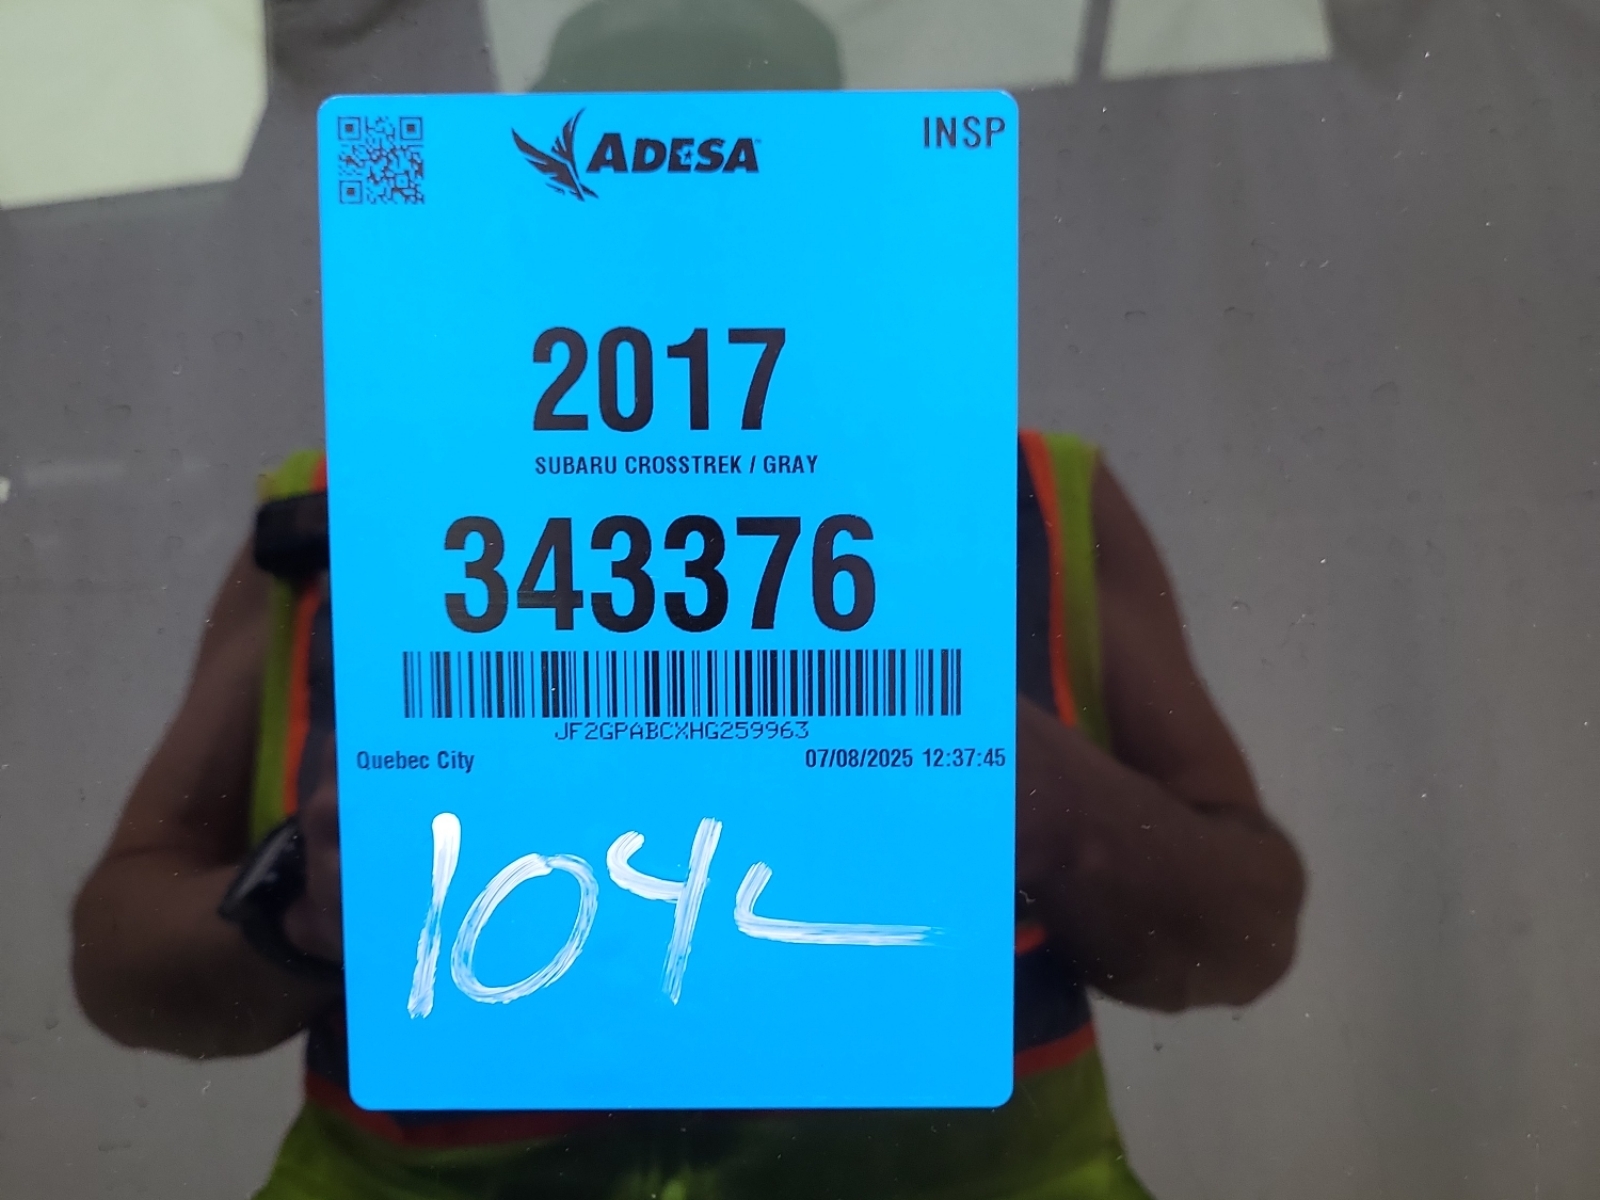 ADESA
INSP
2017
SUBARU CROSSTREK / GRAY
343376
JF2GPABCXHG259963
Quebec City 07/08/2025 12:37:45
104